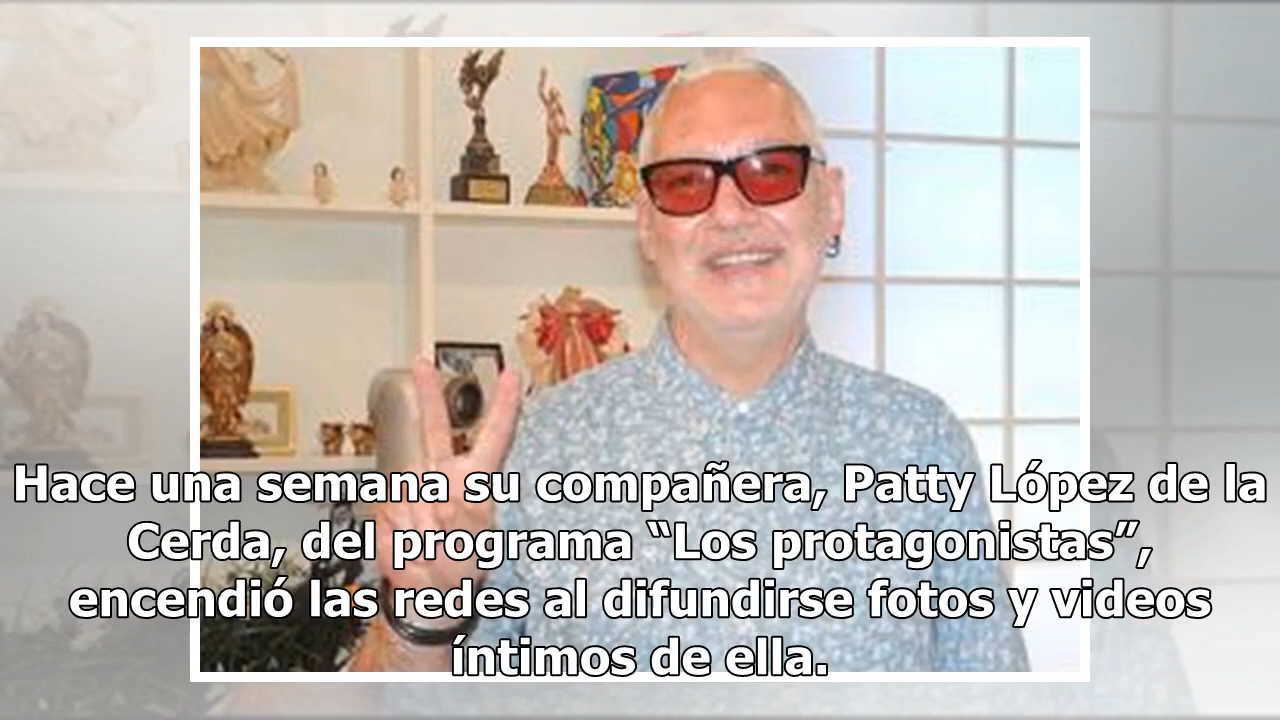 Hace una semana su compañera, Patty López de la
Cerda, del programa “Los protagonistas”,
encendió las redes al difundirse fotos y videos
íntimos de ella.